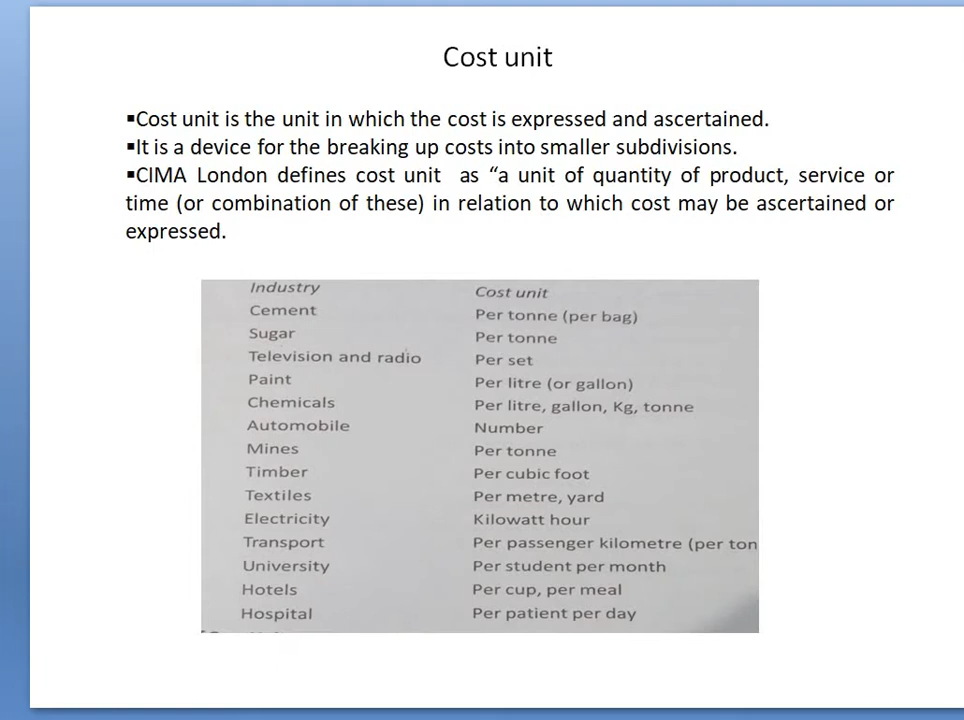 Cost unit
▪Cost unit is the unit in which the cost is expressed and ascertained.
▪It is a device for the breaking up costs into smaller subdivisions.
▪CIMA London defines cost unit as “a unit of quantity of product, service or
time (or combination of these) in relation to which cost may be ascertained or
expressed.
Industry Cost unit
Cement Per tonne (per bag)
Sugar Per tonne
Television and radio Per set
Paint Per litre (or gallon)
Chemicals Per litre, gallon, Kg, tonne
Automobile Number
Mines Per tonne
Timber Per cubic foot
Textiles Per metre, yard
Electricity Kilowatt hour
Transport Per passenger kilometre (per ton
University Per student per month
Hotels Per cup, per meal
Hospital Per patient per day